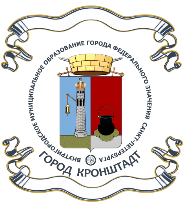 ВНУТРИГОРОДСКОЕ МУНИЦИПАЛЬНОЕ ОБРАЗОВАНИЕ ГОРОДА ФЕДЕРАЛЬНОГО ЗНАЧЕНИЯ САНКТ-ПЕТЕРБУРГА
ГОРОД КРОНШТАДТ